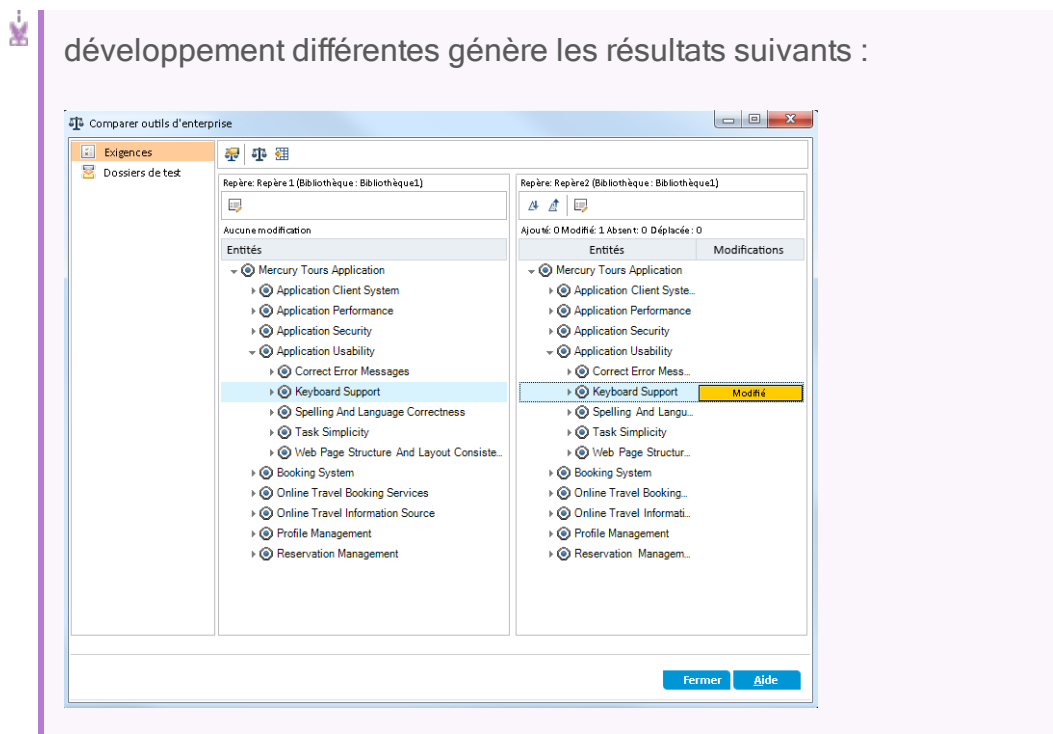 développement différentes génère les résultats suivants :
Comparer outils d'enterprise
Exigences
Dossiers de test
Repère: Repère 1 (Bibliothèque : Bibliothèque1)
Aucune modification
Entités
Mercury Tours Application
Application Client System
Application Performance
Application Security
Application Usability
Correct Error Messages
Keyboard Support
Spelling And Language Correctness
Task Simplicity
Web Page Structure And Layout Consiste...
Booking System
Online Travel Booking Services
Online Travel Information Source
Profile Management
Reservation Management
Repère: Repère2 (Bibliothèque : Bibliothèque1)
Ajouté: 0 Modifié: 1 Absent: 0 Déplacée : 0
Entités Modifications
Mercury Tours Application
Application Client Syste...
Application Performance
Application Security
Application Usability
Correct Error Mess...
Keyboard Support Modifié
Spelling And Langu...
Task Simplicity
Web Page Structur...
Booking System
Online Travel Booking...
Online Travel Informati...
Profile Management
Reservation Managem...
Fermer Aide